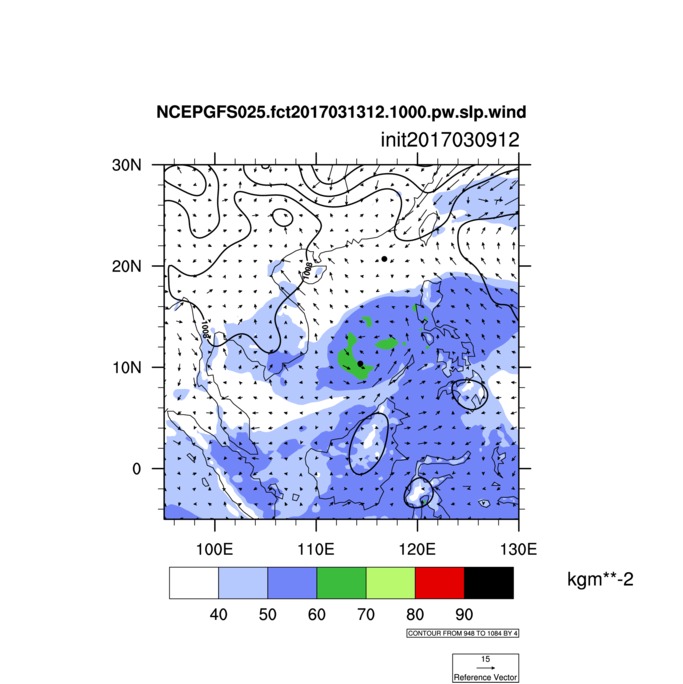 NCEPGFS025.fct2017031312.1000.pw.slp.wind
init2017030912
30N
20N
10N
0
1008
1008
100E 110E 120E 130E
kgm**-2
40 50 60 70 80 90
CONTOUR FROM 948 TO 1084 BY 4
15
Reference Vector